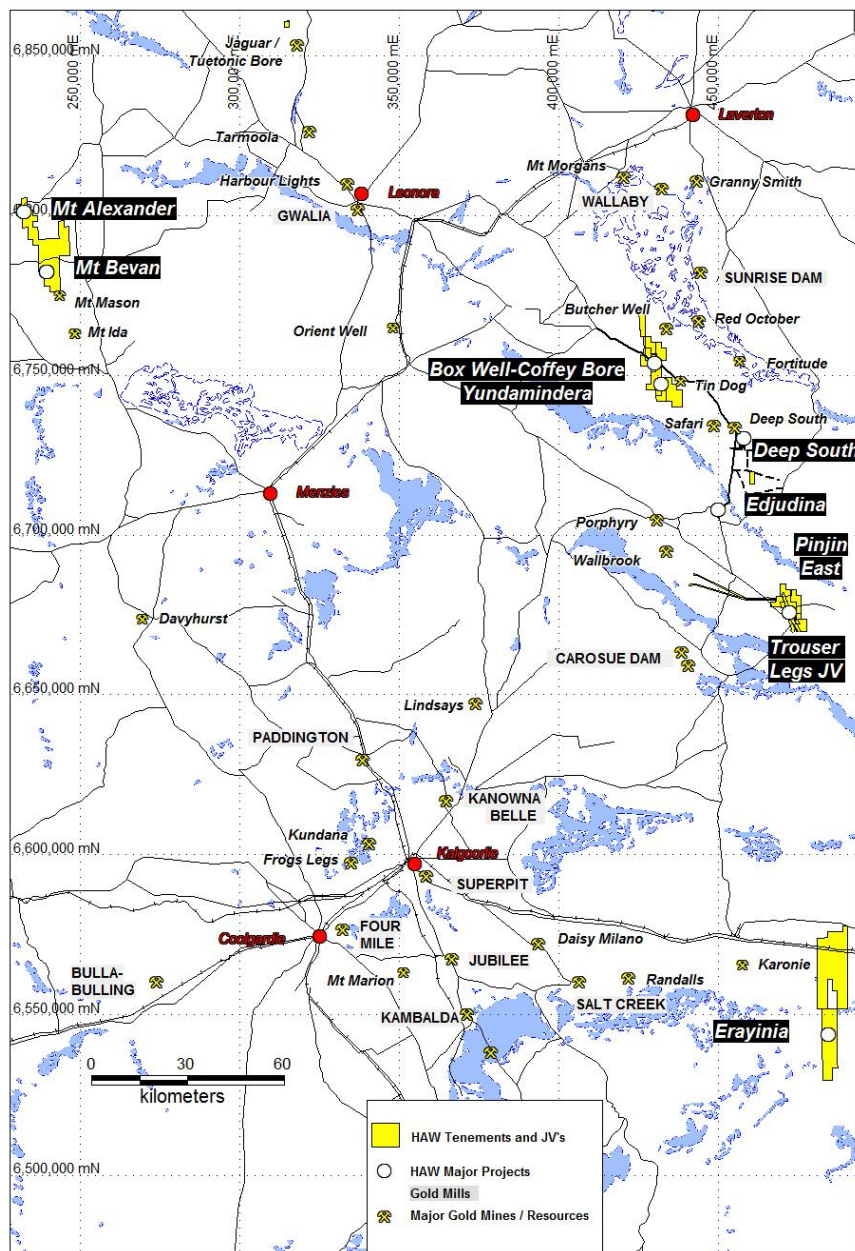 Jaguar /
Tuetonic Bore
6,850,000 mN
250,000 mE
300,000 mE
350,000 mE
400,000 mE
450,000 mE
Laverton
Tarmoola
Mt Morgans
Harbour Lights
Leonora
Granny Smith
WALLABY
Mt Alexander
GWALIA
Mt Bevan
SUNRISE DAM
Mt Mason
Butcher Well
Red October
Mt Ida
Orient Well
6,750,000 mN
Box Well-Coffey Bore
Yundamindera
Fortitude
Tin Dog
Safari
Deep South
Deep South
Menzies
Edjudina
6,700,000 mN
Porphyry
Wallbrook
Pinjin
East
Davyhurst
CAROSUE DAM
Trouser
Legs JV
6,650,000 mN
Lindsays
PADDINGTON
KANOWNA
BELLE
Kundana
6,600,000 mN
Frogs Legs
Kalgoorlie
SUPERPIT
Coolgardie
FOUR
MILE
Daisy Milano
BULLA-
BULLING
JUBILEE
Karonie
Mt Marion
Randalls
SALT CREEK
6,550,000 mN
KAMBALDA
Erayinia
0 30 60
kilometers
HAW Tenements and JV's
HAW Major Projects
6,500,000 mN
Gold Mills
Major Gold Mines / Resources